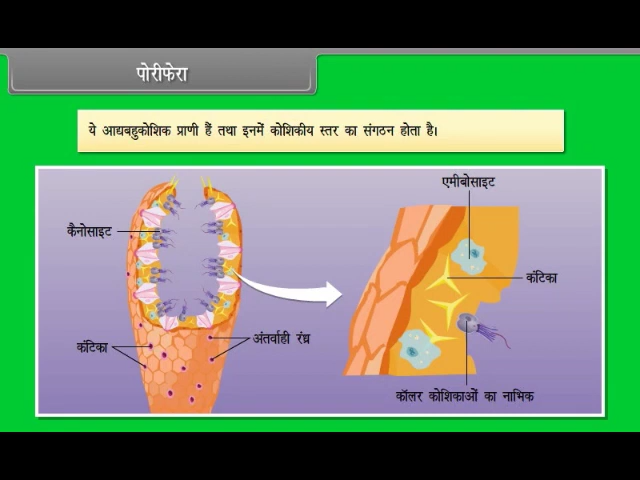 पोरीफेरा
ये आद्यबहुकोशिक प्राणी हैं तथा इनमें कोशिकीय स्तर का संगठन होता है।
एमीबोसाइट
कैनोसाइट
कंटिका
कंटिका
अंतर्वाही रंध्र
कॉलर कोशिकाओं का नाभिक